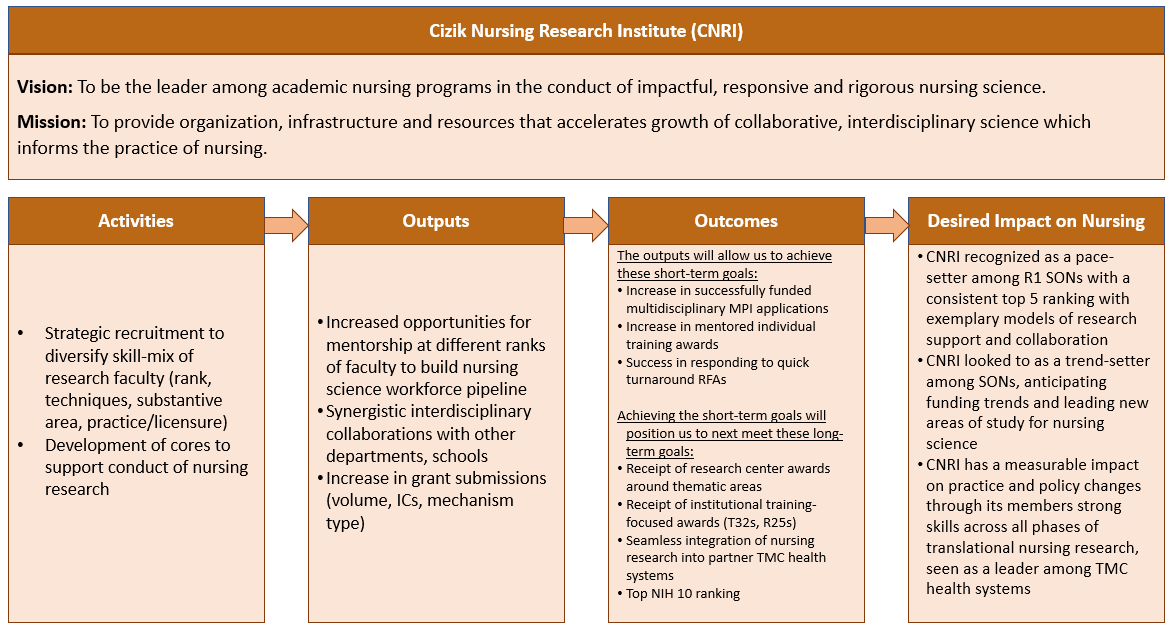 Cizik Nursing Research Institute (CNRI)
Vision: To be the leader among academic nursing programs in the conduct of impactful, responsive and rigorous nursing science.
Mission: To provide organization, infrastructure and resources that accelerates growth of collaborative, interdisciplinary science which
informs the practice of nursing.
Activities
• Strategic recruitment to
diversify skill-mix of
research faculty (rank,
techniques, substantive
area, practice/licensure)
• Development of cores to
support conduct of nursing
research
Outputs
• Increased opportunities for
mentorship at different ranks
of faculty to build nursing
science workforce pipeline
• Synergistic interdisciplinary
collaborations with other
departments, schools
• Increase in grant submissions
(volume, ICs, mechanism
type)
Outcomes
The outputs will allow us to achieve
these short-term goals:
• Increase in successfully funded
multidisciplinary MPI applications
• Increase in mentored individual
training awards
• Success in responding to quick
turnaround RFAs
Achieving the short-term goals will
position us to next meet these long-
term goals:
• Receipt of research center awards
around thematic areas
• Receipt of institutional training-
focused awards (T32s, R25s)
• Seamless integration of nursing
research into partner TMC health
systems
• Top NIH 10 ranking
Desired Impact on Nursing
• CNRI recognized as a pace-
setter among R1 SONs with a
consistent top 5 ranking with
exemplary models of research
support and collaboration
• CNRI looked to as a trend-setter
among SONs, anticipating
funding trends and leading new
areas of study for nursing
science
• CNRI has a measurable impact
on practice and policy changes
through its members strong
skills across all phases of
translational nursing research,
seen as a leader among TMC
health systems